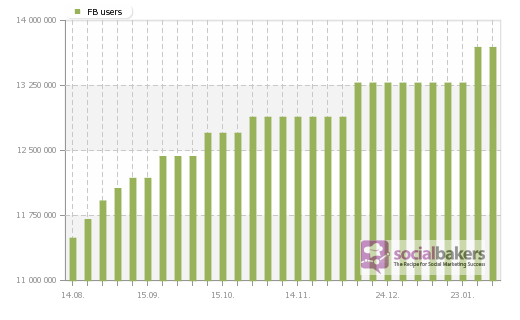 FB users
14 000 000
13 250 000
12 500 000
11 750 000
11 000 000
14.08.
15.09.
15.10.
14.11.
24.12.
23.01.
socialbakers
The Recipe for Social Marketing Success